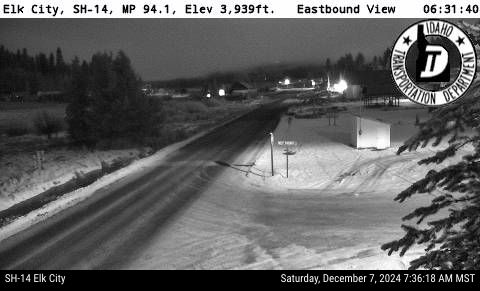 Elk City, SH-14, MP 94.1, Elev 3,939ft. Eastbound View 06:31:40
IDAHO
TRANSPORTATION DEPARTMENT
SH-14 Elk City
Saturday, December 7, 2024 7:36:18 AM MST